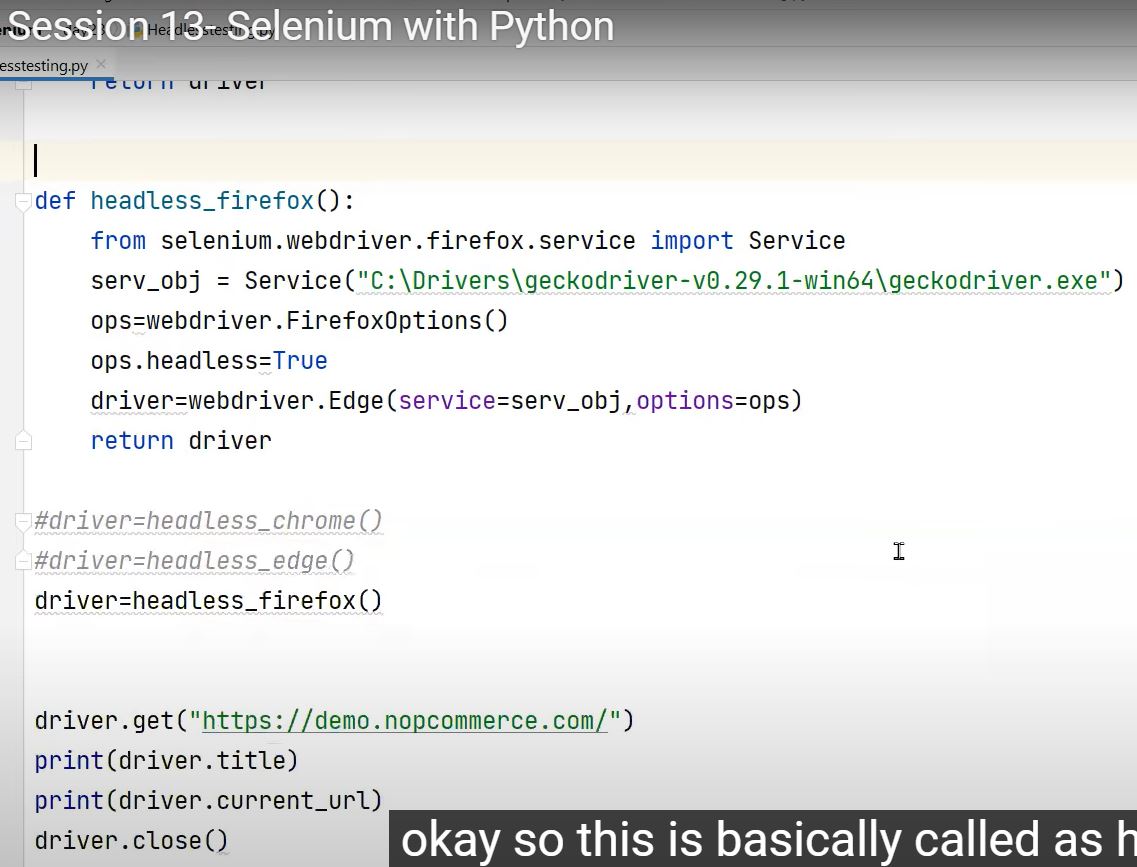 Session 13- Selenium with Python
Headlesstesting.py
esstesting.py
return driver
def headless_firefox():
from selenium.webdriver.firefox.service import Service
serv_obj = Service("C:\Drivers\geckodriver-v0.29.1-win64\geckodriver.exe")
ops=webdriver.FirefoxOptions()
ops.headless=True
driver=webdriver.Edge(service=serv_obj,options=ops)
return driver
#driver=headless_chrome()
#driver=headless_edge()
driver=headless_firefox()
driver.get("https://demo.nopcommerce.com/")
print(driver.title)
print(driver.current_url)
driver.close()
okay so this is basically called as h